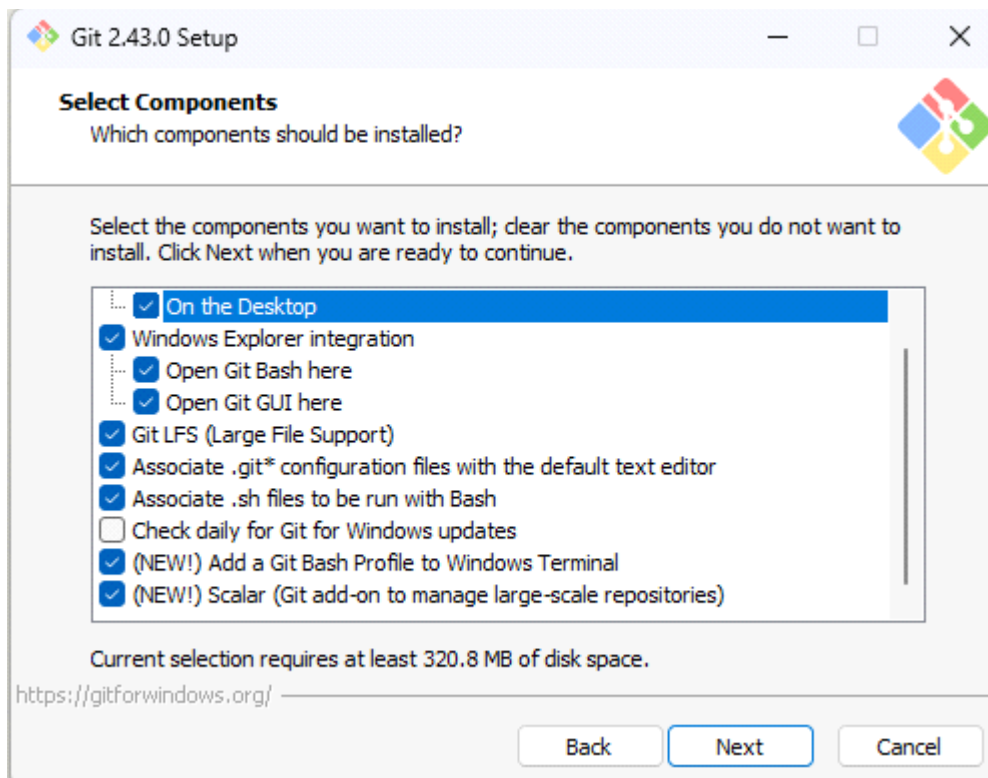 Git 2.43.0 Setup
Select Components
Which components should be installed?
Select the components you want to install; clear the components you do not want to
install. Click Next when you are ready to continue.
On the Desktop
Windows Explorer integration
Open Git Bash here
Open Git GUI here
Git LFS (Large File Support)
Associate .git* configuration files with the default text editor
Associate .sh files to be run with Bash
Check daily for Git for Windows updates
(NEW!) Add a Git Bash Profile to Windows Terminal
(NEW!) Scalar (Git add-on to manage large-scale repositories)
Current selection requires at least 320.8 MB of disk space.
https://gitforwindows.org/
Back Next Cancel